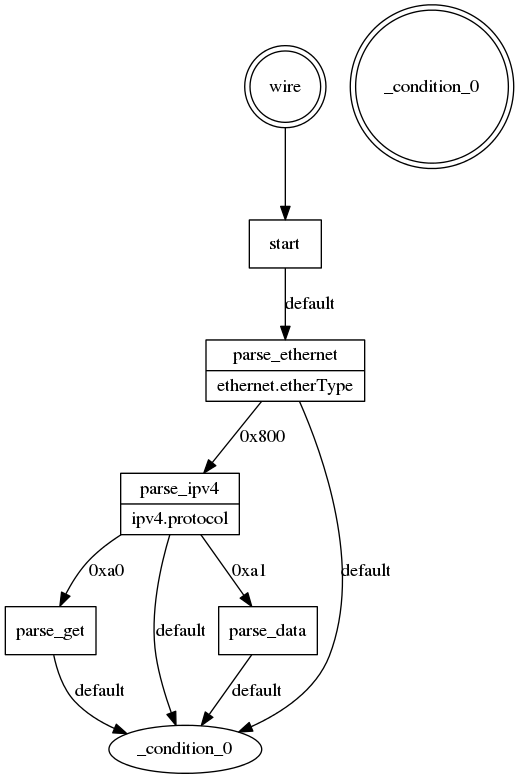 wire
_condition_0
start
default
parse_ethernet
ethernet.etherType
0x800
parse_ipv4
ipv4.protocol
0xa0
0xa1
default
parse_get
default
parse_data
default
default
_condition_0